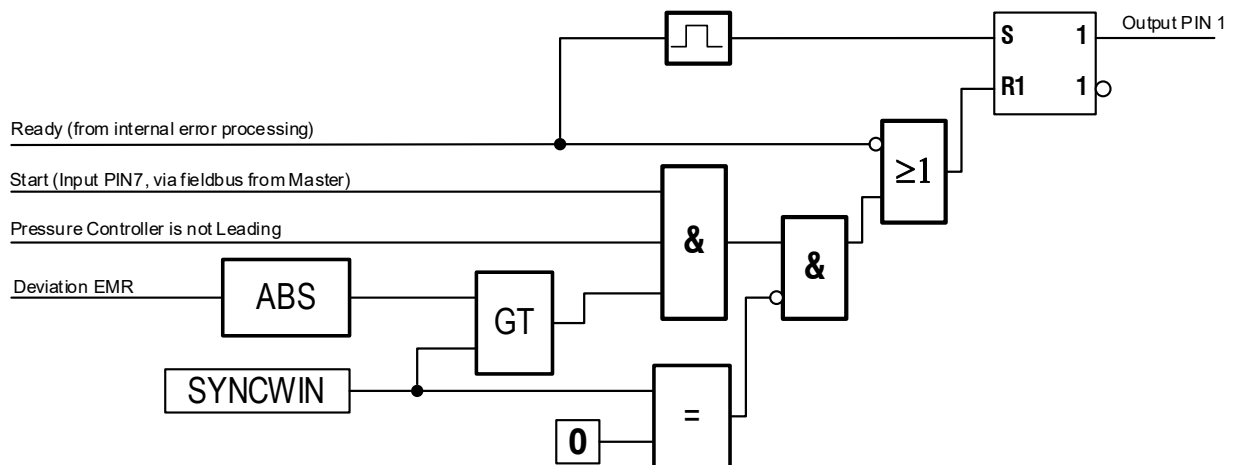 Output PIN 1
S 1
R1 1
Ready (from internal error processing)
≥1
Start (Input PIN7, via fieldbus from Master)
Pressure Controller is not Leading
&
&
Deviation EMR
ABS
GT
SYNCWIN
=
0